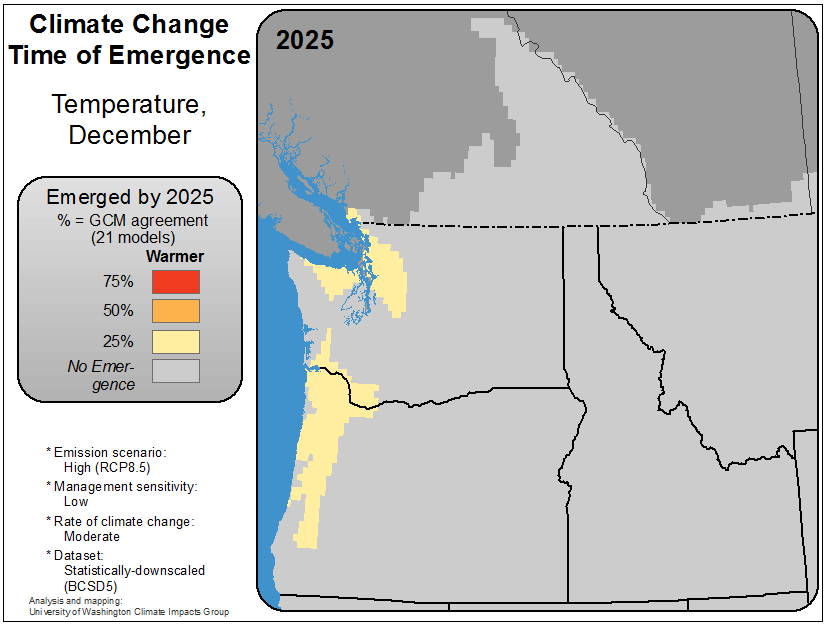 Climate Change
Time of Emergence
Temperature,
December
Emerged by 2025
% = GCM agreement
(21 models)
Warmer
75%
50%
25%
No Emer-
gence
* Emission scenario:
High (RCP8.5)
* Management sensitivity:
Low
* Rate of climate change:
Moderate
* Dataset:
Statistically-downscaled
(BCSD5)
Analysis and mapping:
University of Washington Climate Impacts Group
2025